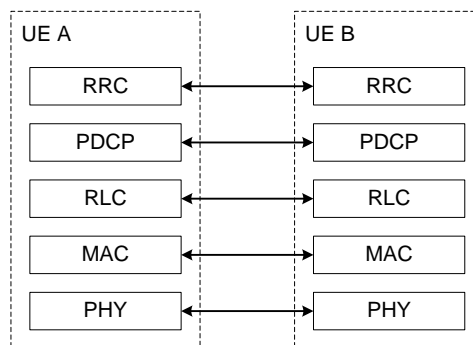 UE A UE B
RRC RRC
PDCP PDCP
RLC RLC
MAC MAC
PHY PHY